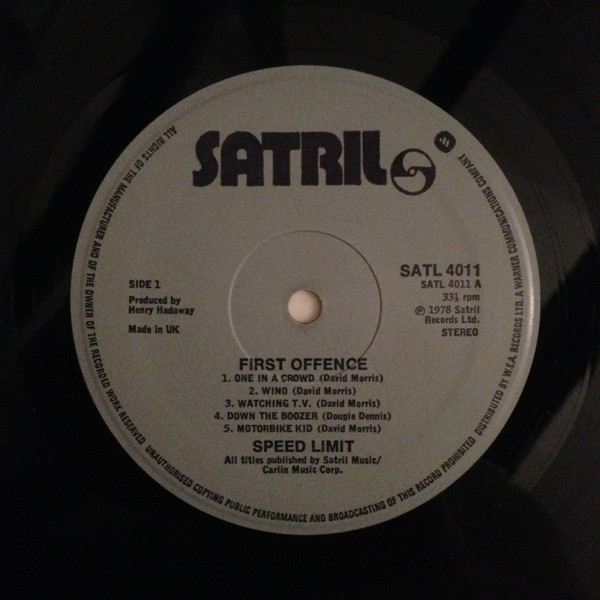 SATRIL
SIDE 1
Produced by
Henry Hadaway
Made in UK
SATL 4011
SATL 4011 A
33⅓ rpm
Ⓟ 1978 Satril
Records Ltd.
STEREO
FIRST OFFENCE
1. ONE IN A CROWD (David Morris)
2. WINO (David Morris)
3. WATCHING T.V. (David Morris)
4. DOWN THE BOOZER (Dougie Dennis)
5. MOTORBIKE KID (David Morris)
SPEED LIMIT
All titles published by Satril Music/
Carlin Music Corp.
ALL RIGHTS OF THE MANUFACTURER AND OF THE OWNER OF THE RECORDED WORK RESERVED UNAUTHORISED COPYING PUBLIC PERFORMANCE AND BROADCASTING OF THIS RECORD PROHIBITED DISTRIBUTED BY W.E.A. RECORDS LTD. A WARNER COMMUNICATIONS COMPANY